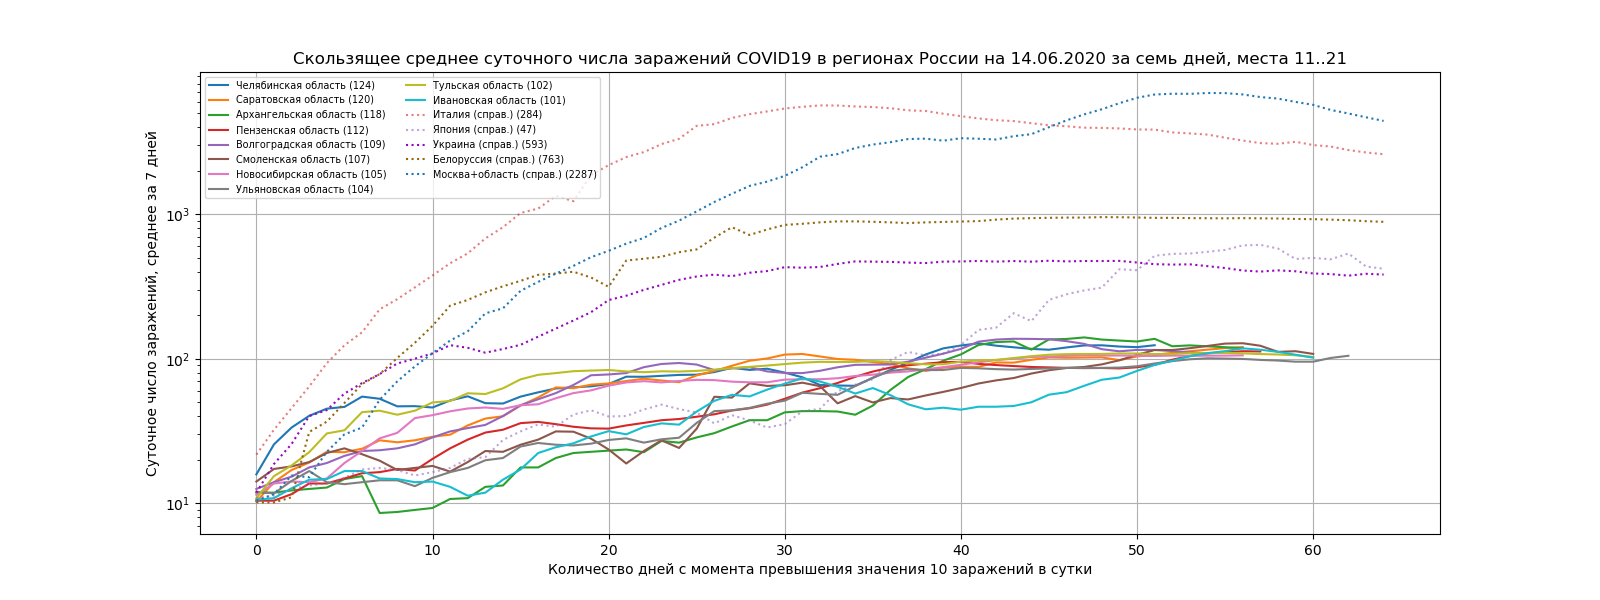 Скользящее среднее суточного числа заражений COVID19 в регионах России на 14.06.2020 за семь дней, места 11..21
Суточное число заражений, среднее за 7 дней
10³
10²
10¹
Челябинская область (124)
Саратовская область (120)
Архангельская область (118)
Пензенская область (112)
Волгоградская область (109)
Смоленская область (107)
Новосибирская область (105)
Ульяновская область (104)
Тульская область (102)
Ивановская область (101)
Италия (справ.) (284)
Япония (справ.) (47)
Украина (справ.) (593)
Белоруссия (справ.) (763)
Москва+область (справ.) (2287)
0 10 20 30 40 50 60
Количество дней с момента превышения значения 10 заражений в сутки